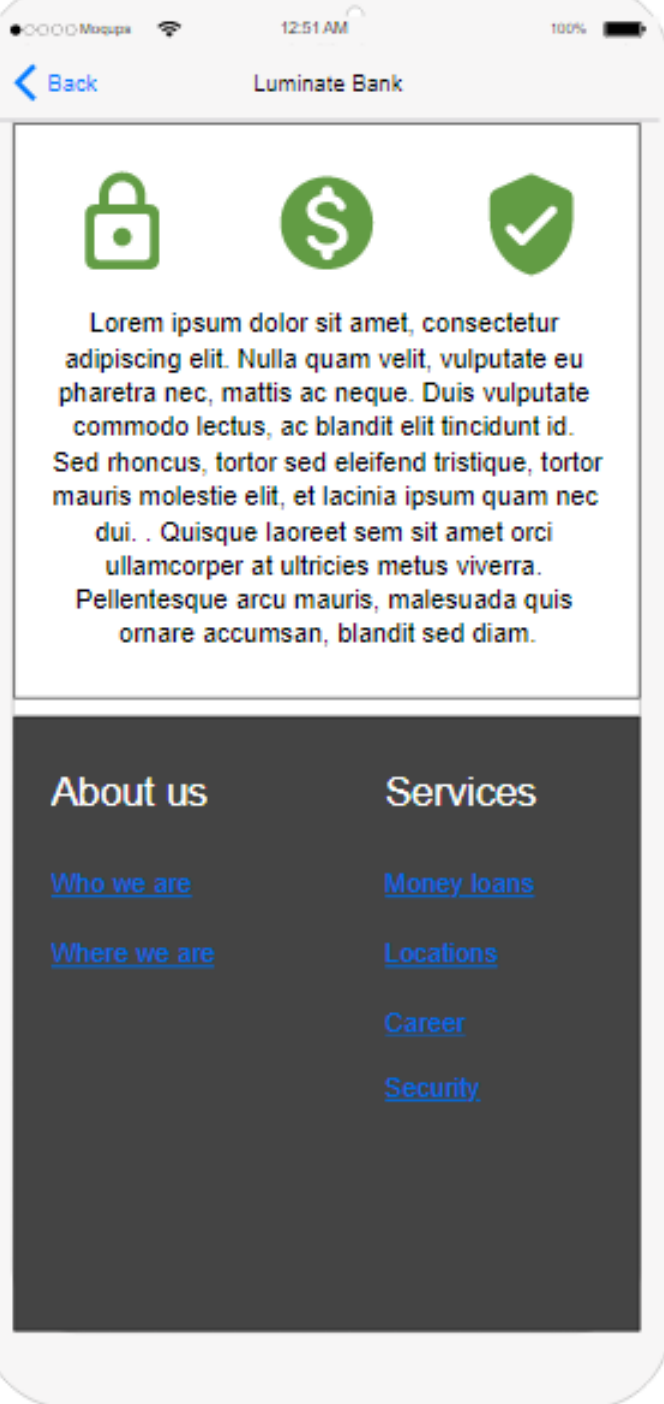 Moqups 12:51 AM 100%
Back Luminate Bank
Lorem ipsum dolor sit amet, consectetur
adipiscing elit. Nulla quam velit, vulputate eu
pharetra nec, mattis ac neque. Duis vulputate
commodo lectus, ac blandit elit tincidunt id.
Sed rhoncus, tortor sed eleifend tristique, tortor
mauris molestie elit, et lacinia ipsum quam nec
dui. . Quisque laoreet sem sit amet orci
ullamcorper at ultricies metus viverra.
Pellentesque arcu mauris, malesuada quis
ornare accumsan, blandit sed diam.
About us
Who we are
Where we are
Services
Money loans
Locations
Career
Security